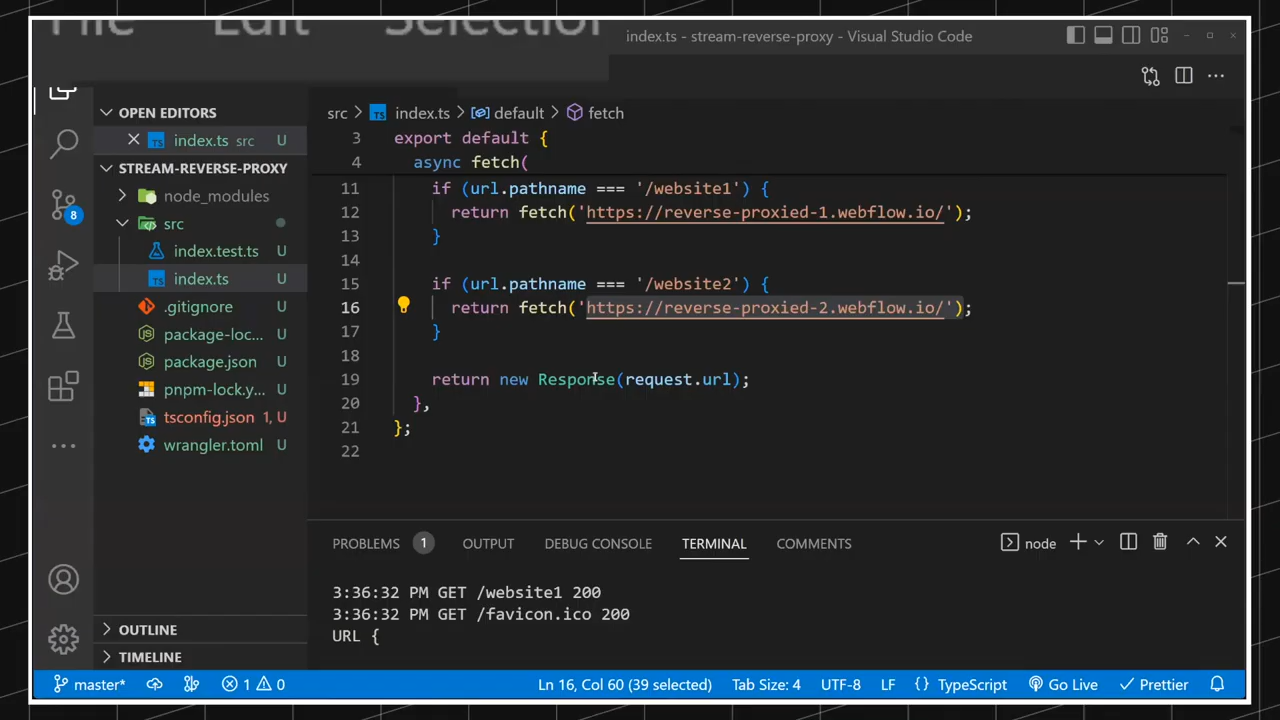 File Edit Selection
index.ts - stream-reverse-proxy - Visual Studio Code
OPEN EDITORS
index.ts src U
STREAM-REVERSE-PROXY
node_modules
src
index.test.ts U
index.ts U
.gitignore U
package-loc... U
package.json U
pnpm-lock.y... U
tsconfig.json 1, U
wrangler.toml U
OUTLINE
TIMELINE
8
src > TS index.ts > default > fetch
3 export default {
4 async fetch(
11 if (url.pathname === '/website1') {
12 return fetch('https://reverse-proxied-1.webflow.io/');
13 }
14
15 if (url.pathname === '/website2') {
16 return fetch('https://reverse-proxied-2.webflow.io/');
17 }
18
19 return new Response(request.url);
20 },
21 };
22
PROBLEMS 1 OUTPUT DEBUG CONSOLE TERMINAL COMMENTS node
3:36:32 PM GET /website1 200
3:36:32 PM GET /favicon.ico 200
URL {
master* 1 0 Ln 16, Col 60 (39 selected) Tab Size: 4 UTF-8 LF {} TypeScript Go Live Prettier